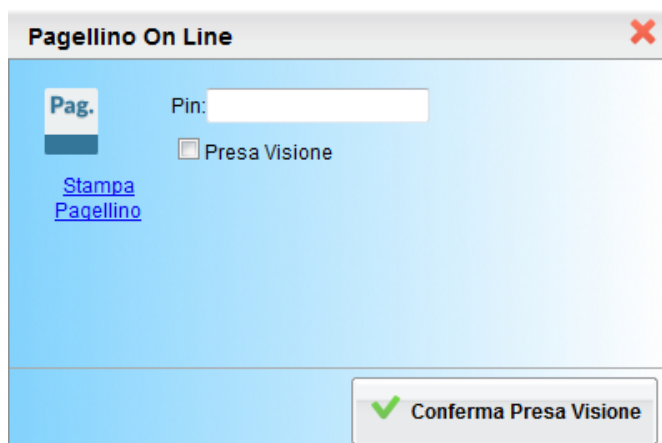 Pagellino On Line
Pag.
Pin:
Presa Visione
Stampa
Pagellino
Conferma Presa Visione